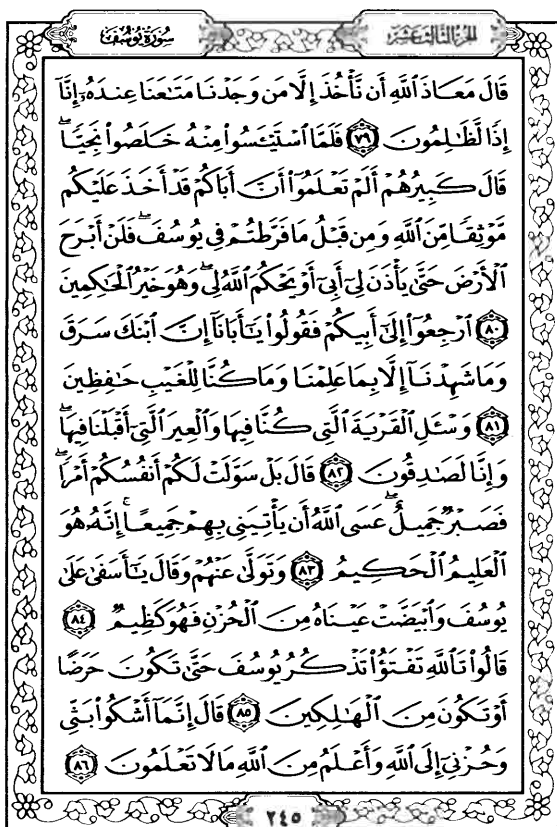 سُورَةُ يُوسُفَ
الجزء الثالث عشر
قَالَ مَعَاذَ ٱللَّهِ أَن نَّأْخُذَ إِلَّا مَن وَجَدْنَا مَتَٰعَنَا عِندَهُۥٓ إِنَّآ
إِذًا لَّظَٰلِمُونَ ﴿٧٩﴾ فَلَمَّا ٱسْتَيْـَٔسُوا۟ مِنْهُ خَلَصُوا۟ نَجِيًّا ۖ
قَالَ كَبِيرُهُمْ أَلَمْ تَعْلَمُوٓا۟ أَنَّ أَبَاكُمْ قَدْ أَخَذَ عَلَيْكُم
مَّوْثِقًا مِّنَ ٱللَّهِ وَمِن قَبْلُ مَا فَرَّطتُمْ فِى يُوسُفَ ۖ فَلَنْ أَبْرَحَ
ٱلْأَرْضَ حَتَّىٰ يَأْذَنَ لِىٓ أَبِىٓ أَوْ يَحْكُمَ ٱللَّهُ لِى ۖ وَهُوَ خَيْرُ ٱلْحَٰكِمِينَ
﴿٨٠﴾ ٱرْجِعُوٓا۟ إِلَىٰٓ أَبِيكُمْ فَقُولُوا۟ يَٰٓأَبَانَآ إِنَّ ٱبْنَكَ سَرَقَ
وَمَا شَهِدْنَآ إِلَّا بِمَا عَلِمْنَا وَمَا كُنَّا لِلْغَيْبِ حَٰفِظِينَ
﴿٨١﴾ وَسْـَٔلِ ٱلْقَرْيَةَ ٱلَّتِى كُنَّا فِيهَا وَٱلْعِيرَ ٱلَّتِىٓ أَقْبَلْنَا فِيهَا ۖ
وَإِنَّا لَصَٰدِقُونَ ﴿٨٢﴾ قَالَ بَلْ سَوَّلَتْ لَكُمْ أَنفُسُكُمْ أَمْرًا ۖ
فَصَبْرٌ جَمِيلٌ ۖ عَسَى ٱللَّهُ أَن يَأْتِيَنِى بِهِمْ جَمِيعًا ۚ إِنَّهُۥ هُوَ
ٱلْعَلِيمُ ٱلْحَكِيمُ ﴿٨٣﴾ وَتَوَلَّىٰ عَنْهُمْ وَقَالَ يَٰٓأَسَفَىٰ عَلَىٰ
يُوسُفَ وَٱبْيَضَّتْ عَيْنَاهُ مِنَ ٱلْحُزْنِ فَهُوَ كَظِيمٌ ﴿٨٤﴾
قَالُوا۟ تَٱللَّهِ تَفْتَؤُا۟ تَذْكُرُ يُوسُفَ حَتَّىٰ تَكُونَ حَرَضًا
أَوْ تَكُونَ مِنَ ٱلْهَٰلِكِينَ ﴿٨٥﴾ قَالَ إِنَّمَآ أَشْكُوا۟ بَثِّى
وَحُزْنِىٓ إِلَى ٱللَّهِ وَأَعْلَمُ مِنَ ٱللَّهِ مَا لَا تَعْلَمُونَ ﴿٨٦﴾
٢٤٥